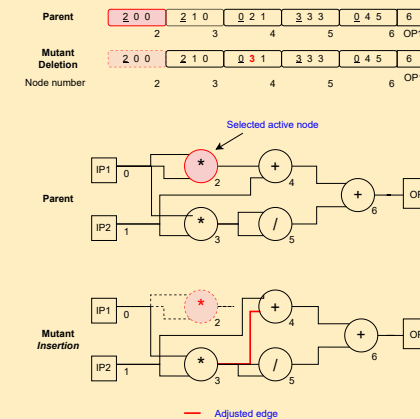 Parent 2 0 0 2 1 0 0 2 1 3 3 3 0 4 5 6
2 3 4 5 6 OP1
Mutant
Deletion 2 0 0 2 1 0 0 3 1 3 3 3 0 4 5 6
OP1
Node number 2 3 4 5 6
Selected active node
IP1 0 * 2 + 4
Parent + 6
IP2 1 * 3 / 5
IP1 0 * 2 + 4
Mutant
Insertion + 6
IP2 1 * 3 / 5
Adjusted edge